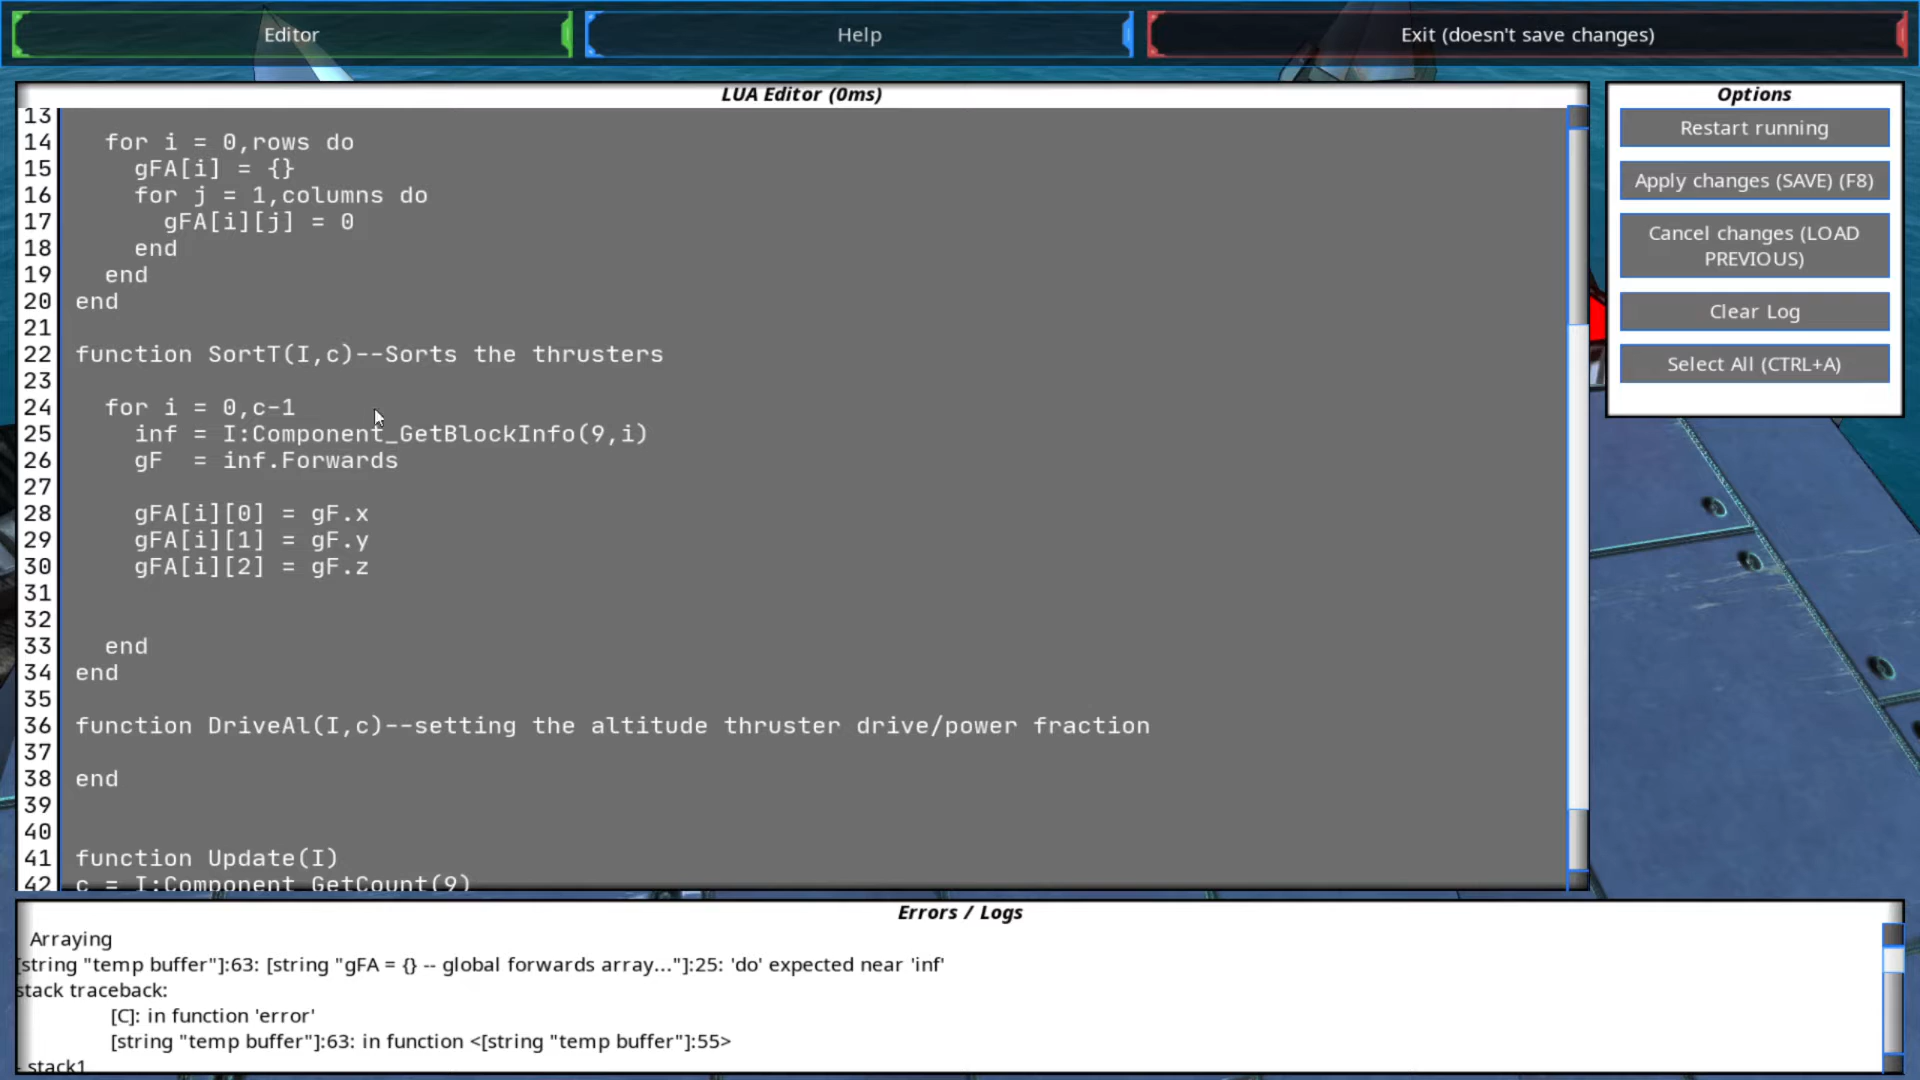 Editor
Help
Exit (doesn't save changes)
LUA Editor (0ms)
13
14   for i = 0,rows do
15     gFA[i] = {}
16     for j = 1,columns do
17       gFA[i][j] = 0
18     end
19   end
20 end
21
22 function SortT(I,c)--Sorts the thrusters
23
24   for i = 0,c-1
25     inf = I:Component_GetBlockInfo(9,i)
26     gF  = inf.Forwards
27
28     gFA[i][0] = gF.x
29     gFA[i][1] = gF.y
30     gFA[i][2] = gF.z
31
32
33   end
34 end
35
36 function DriveAl(I,c)--setting the altitude thruster drive/power fraction
37
38 end
39
40
41 function Update(I)
42 c = I:Component_GetCount(9)
Options
Restart running
Apply changes (SAVE) (F8)
Cancel changes (LOAD
PREVIOUS)
Clear Log
Select All (CTRL+A)
Errors / Logs
Arraying
[string "temp buffer"]:63: [string "gFA = {} -- global forwards array..."]:25: 'do' expected near 'inf'
stack traceback:
[C]: in function 'error'
[string "temp buffer"]:63: in function <[string "temp buffer"]:55>
- stack1